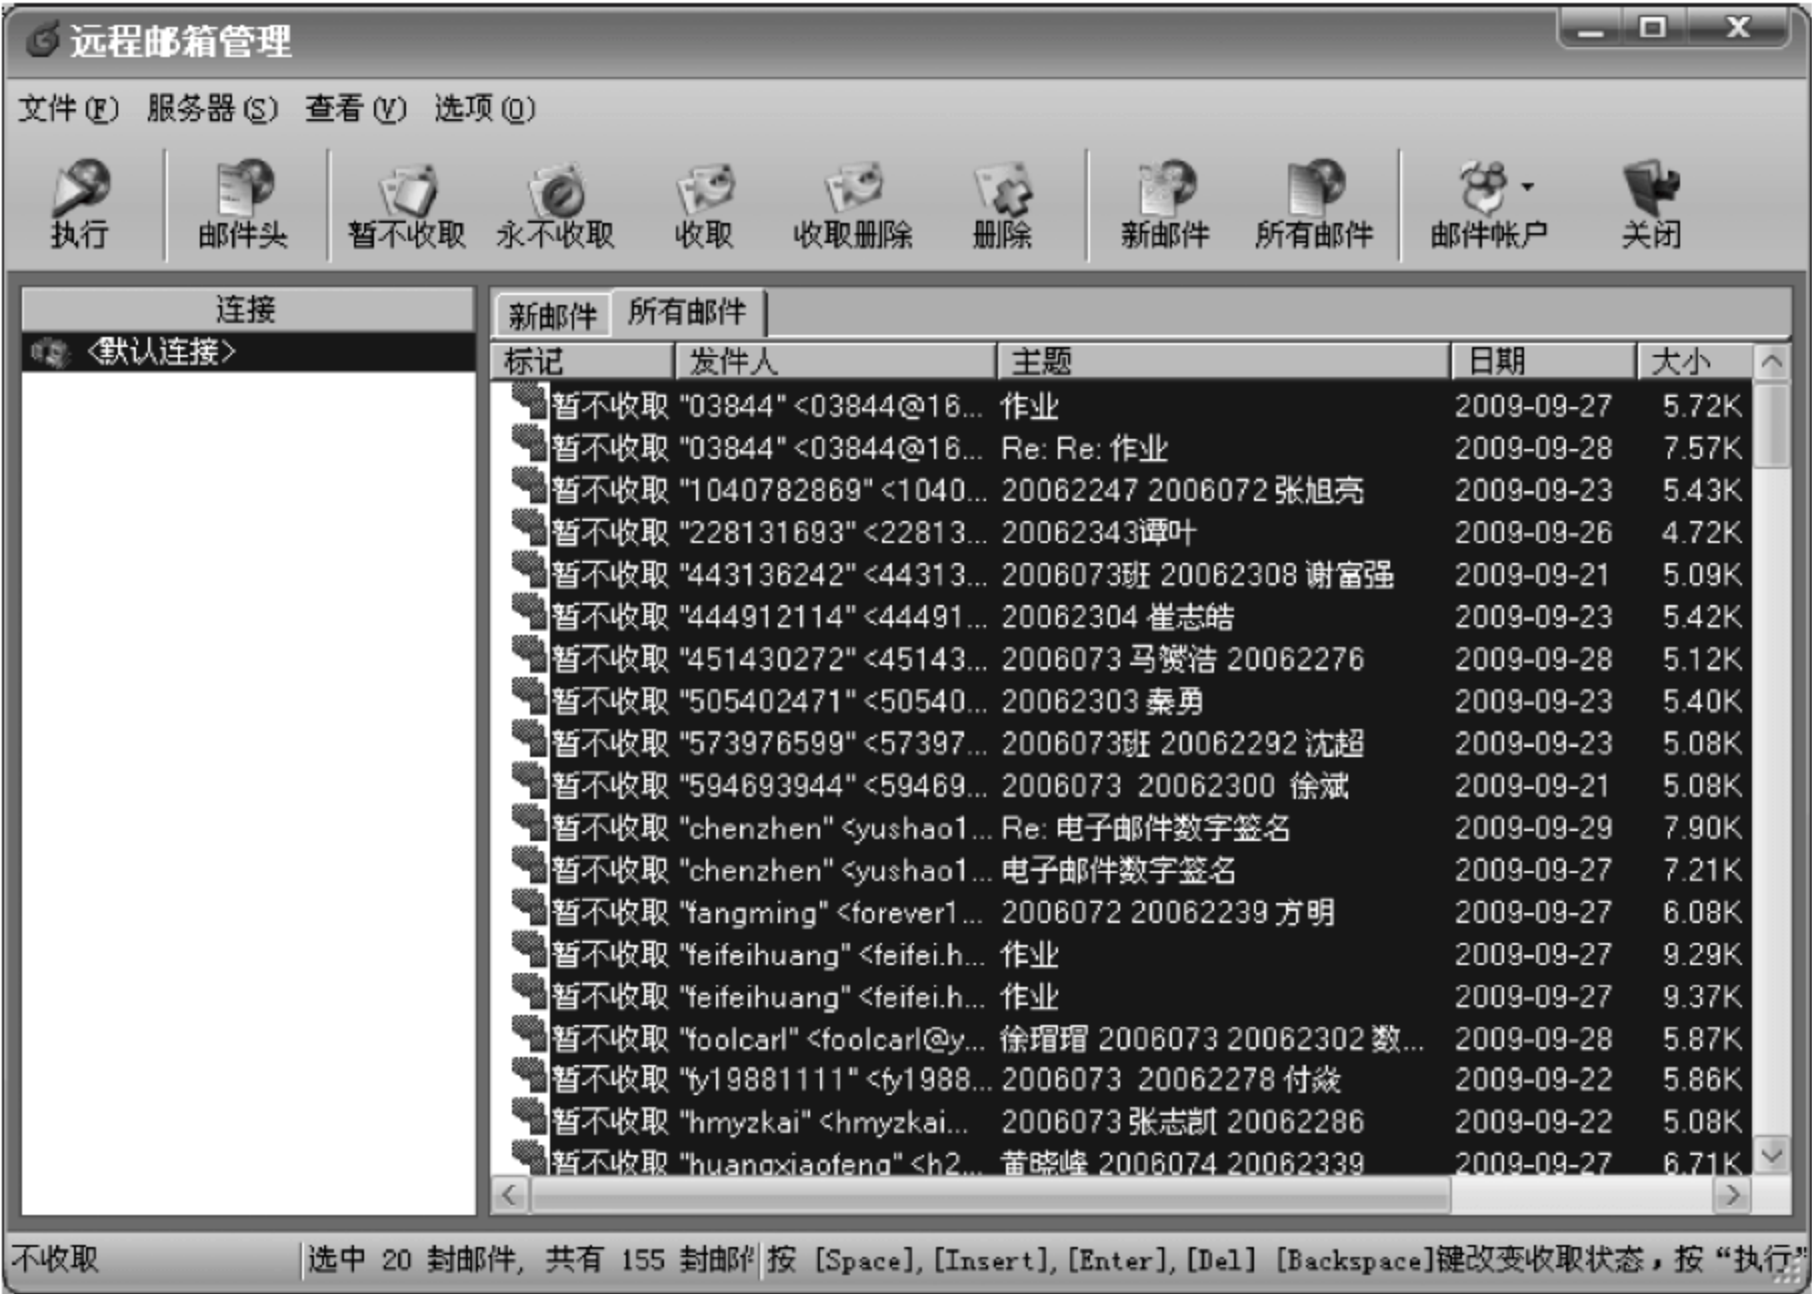 远程邮箱管理
文件(F) 服务器(S) 查看(V) 选项(O)
执行 邮件头 暂不收取 永不收取 收取 收取删除 删除 新邮件 所有邮件 邮件帐户 关闭
连接
<默认连接>
新邮件 所有邮件
标记 发件人 主题 日期 大小
暂不收取 "03844" <03844@16... 作业 2009-09-27 5.72K
暂不收取 "03844" <03844@16... Re: Re: 作业 2009-09-28 7.57K
暂不收取 "1040782869" <1040... 20062247 2006072 张旭亮 2009-09-23 5.43K
暂不收取 "228131693" <22813... 20062343谭叶 2009-09-26 4.72K
暂不收取 "443136242" <44313... 2006073班 20062308 谢富强 2009-09-21 5.09K
暂不收取 "444912114" <44491... 20062304 崔志皓 2009-09-23 5.42K
暂不收取 "451430272" <45143... 2006073 马赟浩 20062276 2009-09-28 5.12K
暂不收取 "505402471" <50540... 20062303 秦勇 2009-09-23 5.40K
暂不收取 "573976599" <57397... 2006073班 20062292 沈超 2009-09-23 5.08K
暂不收取 "594693944" <59469... 2006073 20062300 徐斌 2009-09-21 5.08K
暂不收取 "chenzhen" <yushao1... Re: 电子邮件数字签名 2009-09-29 7.90K
暂不收取 "chenzhen" <yushao1... 电子邮件数字签名 2009-09-27 7.21K
暂不收取 "fangming" <forever1... 2006072 20062239 方明 2009-09-27 6.08K
暂不收取 "feifeihuang" <feifei.h... 作业 2009-09-27 9.29K
暂不收取 "feifeihuang" <feifei.h... 作业 2009-09-27 9.37K
暂不收取 "foolcarl" <foolcarl@y... 徐瑁瑁 2006073 20062302 数... 2009-09-28 5.87K
暂不收取 "fy19881111" <fy1988... 2006073 20062278 付焱 2009-09-22 5.86K
暂不收取 "hmyzkai" <hmyzkai... 2006073 张志凯 20062286 2009-09-22 5.08K
暂不收取 "huangxiaofeng" <h2... 黄晓峰 2006074 20062339 2009-09-27 6.71K
不收取 选中 20 封邮件, 共有 155 封邮件 按 [Space],[Insert],[Enter],[Del] [Backspace]键改变收取状态，按“执行”